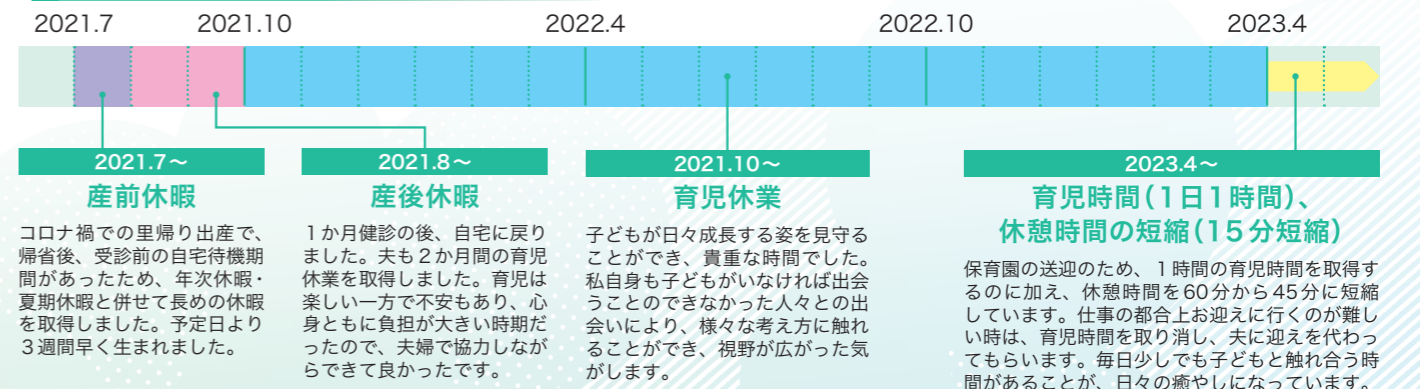 2021.7
2021.10
2022.4
2022.10
2023.4
2021.7～
産前休暇
コロナ禍での里帰り出産で、
帰省後、受診前の自宅待機期
間があったため、年次休暇・
夏期休暇と併せて長めの休暇
を取得しました。予定日より
３週間早く生まれました。
2021.8～
産後休暇
１か月健診の後、自宅に戻り
ました。夫も２か月間の育児
休業を取得しました。育児は
楽しい一方で不安もあり、心
身ともに負担が大きい時期だ
ったので、夫婦で協力しなが
らできて良かったです。
2021.10～
育児休業
子どもが日々成長する姿を見守る
ことができ、貴重な時間でした。
私自身も子どもがいなければ出会
うことのできなかった人々との出
会いにより、様々な考え方に触れ
ることができ、視野が広がった気
がします。
2023.4～
育児時間（1日1時間）、
休憩時間の短縮（15分短縮）
保育園の送迎のため、１時間の育児時間を取得す
るのに加え、休憩時間を60分から45分に短縮
しています。仕事の都合上お迎えに行くのが難し
い時は、育児時間を取り消し、夫に迎えを代わっ
てもらいます。毎日少しでも子どもと触れ合う時
間があることが、日々の癒やしになっています。